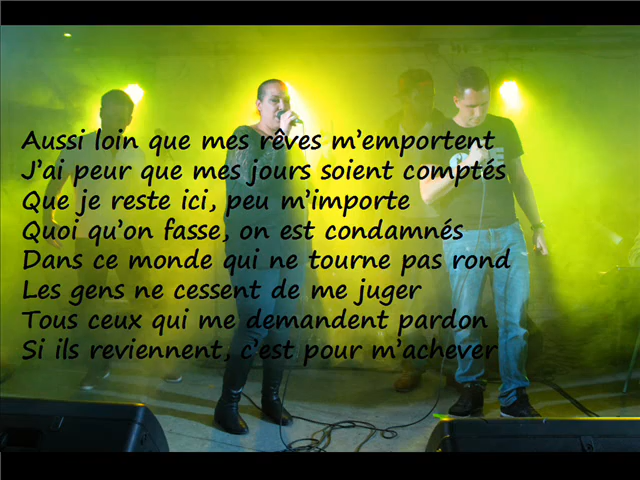 Aussi loin que mes rêves m'emportent
J'ai peur que mes jours soient comptés
Que je reste ici, peu m'importe
Quoi qu'on fasse, on est condamnés
Dans ce monde qui ne tourne pas rond
Les gens ne cessent de me juger
Tous ceux qui me demandent pardon
Si ils reviennent, c'est pour m'achever